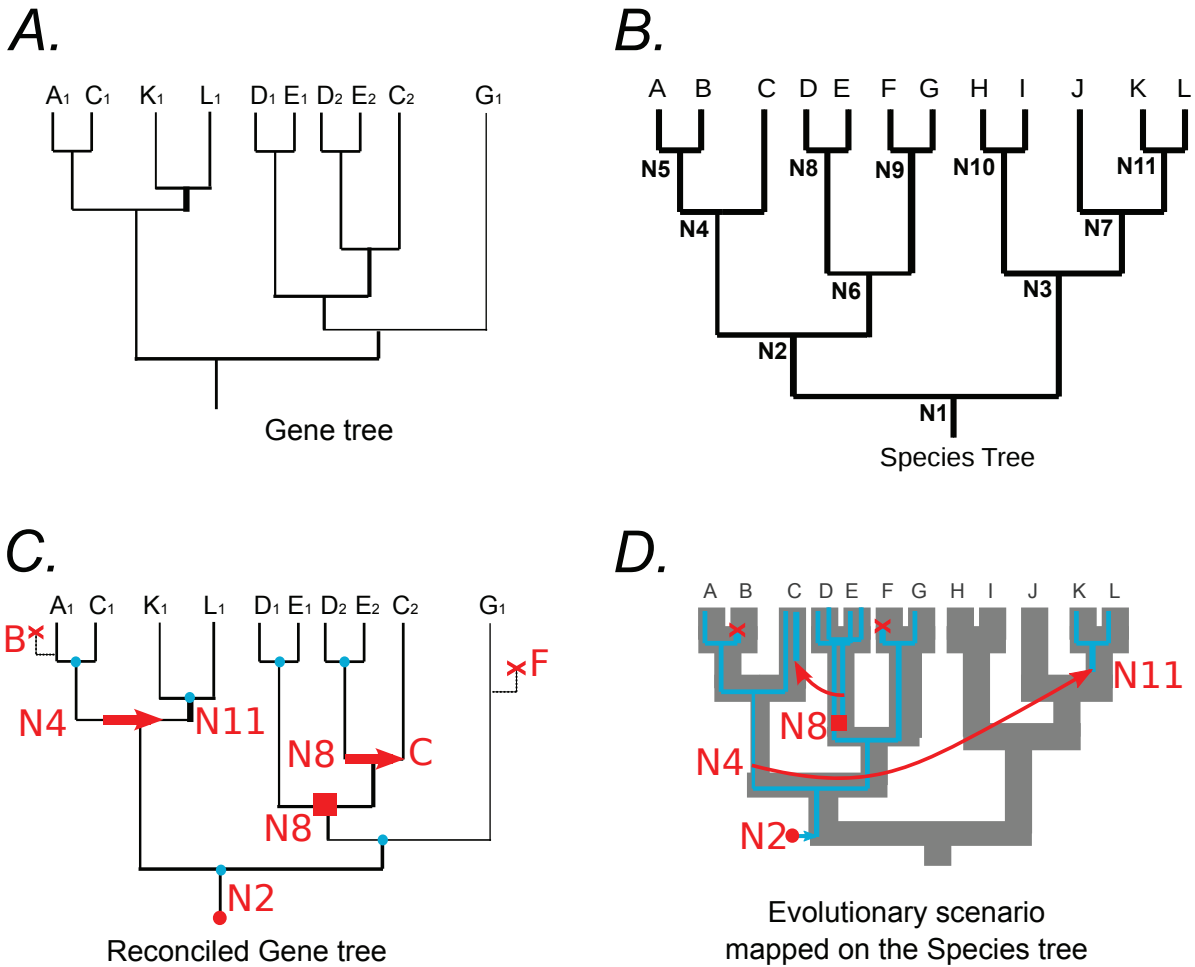 A.
A1 C1 K1 L1 D1 E1 D2 E2 C2 G1
Gene tree
B.
A B C D E F G H I J K L
N5 N8 N9 N10 N11
N4 N7
N6 N3
N2
N1
Species Tree
C.
A1 C1 K1 L1 D1 E1 D2 E2 C2 G1
B F
N4 N11
N8 C
N8
N2
Reconciled Gene tree
D.
A B C D E F G H I J K L
N11
N8
N4
N2
Evolutionary scenario
mapped on the Species tree